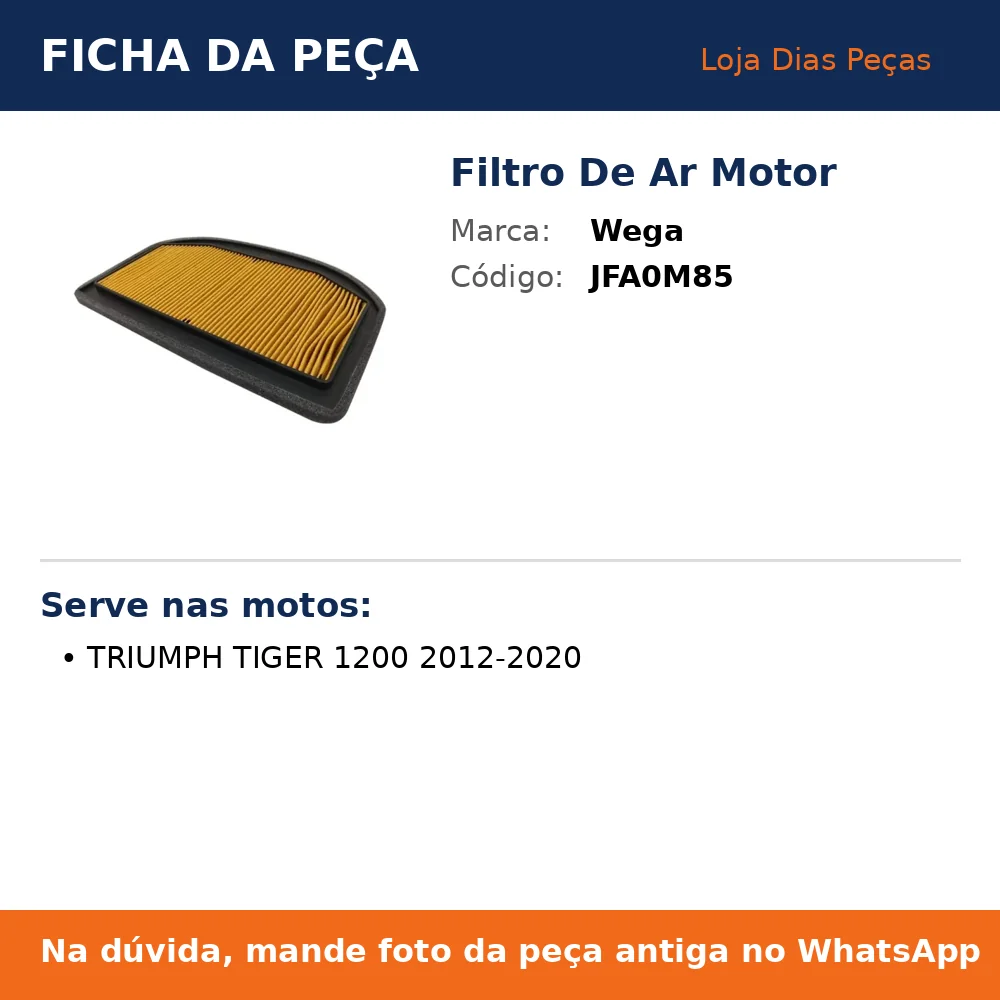 FICHA DA PEÇA
Loja Dias Peças
Filtro De Ar Motor
Marca: Wega
Código: JFA0M85
Serve nas motos:
• TRIUMPH TIGER 1200 2012-2020
Na dúvida, mande foto da peça antiga no WhatsApp